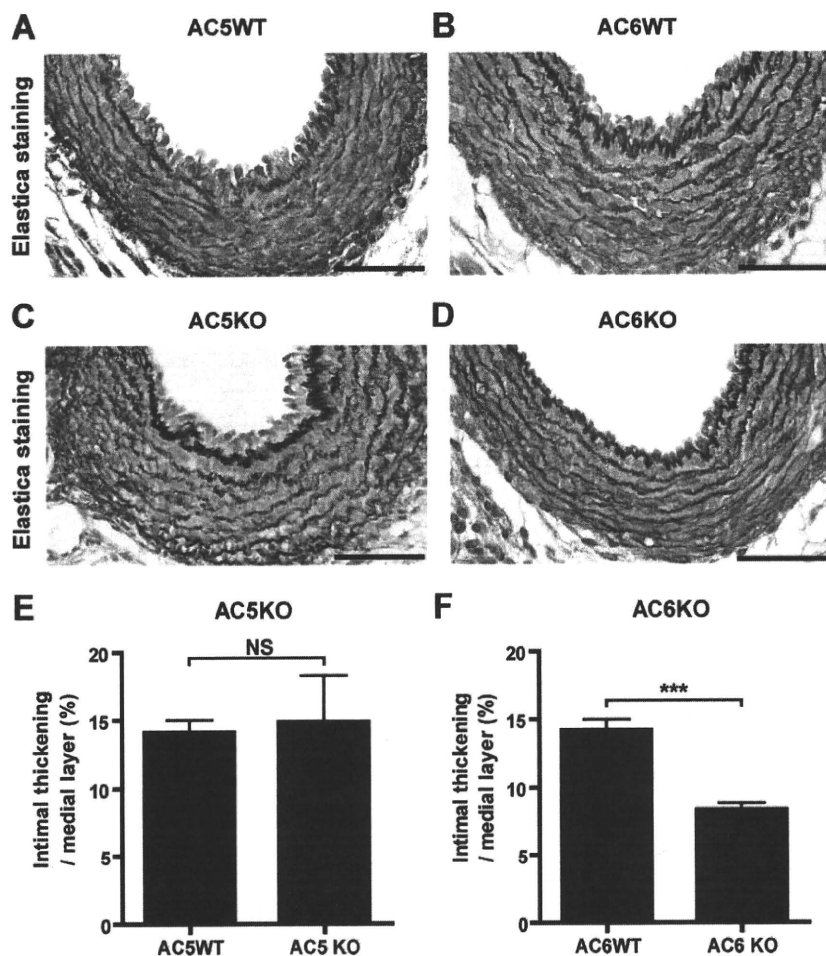 A AC5WT
B AC6WT
Elastica staining
C AC5KO
D AC6KO
Elastica staining
E AC5KO
Intimal thickening
/ medial layer (%)
20
15
10
5
0
NS
AC5WT AC5 KO
F AC6KO
Intimal thickening
/ medial layer (%)
20
15
10
5
0
***
AC6WT AC6 KO